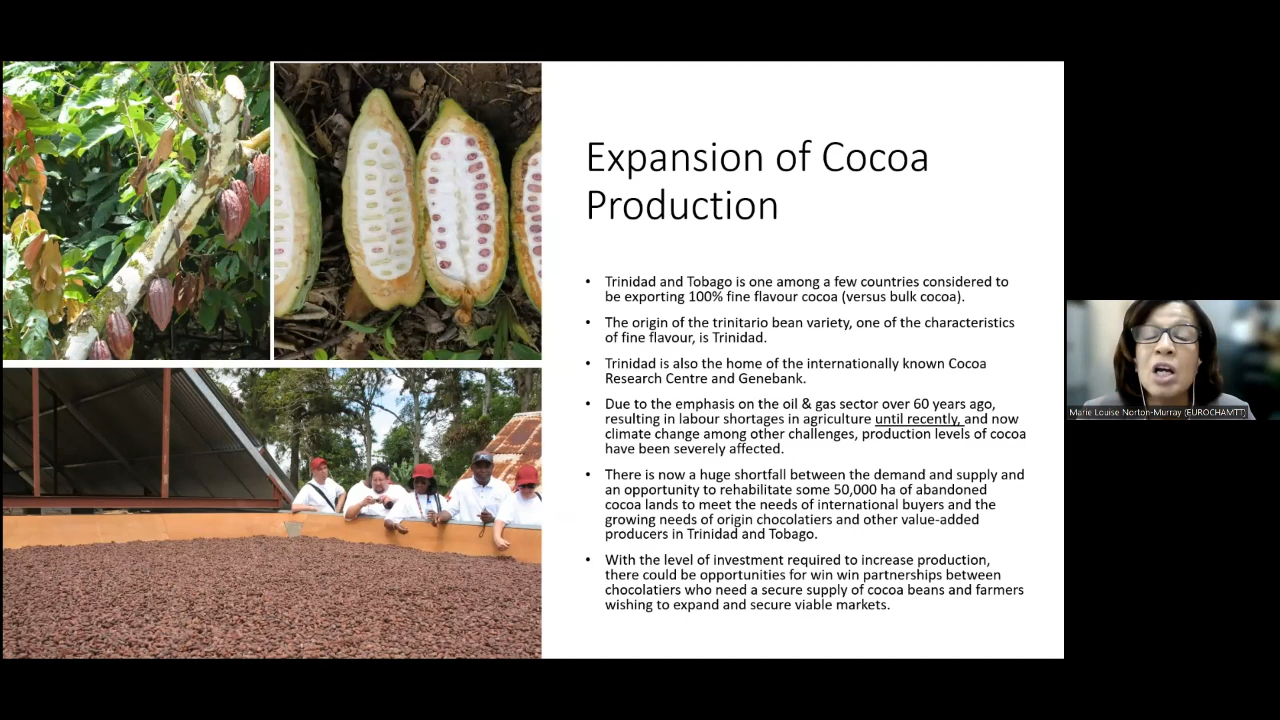 Expansion of Cocoa
Production
• Trinidad and Tobago is one among a few countries considered to
be exporting 100% fine flavour cocoa (versus bulk cocoa).
• The origin of the trinitario bean variety, one of the characteristics
of fine flavour, is Trinidad.
• Trinidad is also the home of the internationally known Cocoa
Research Centre and Genebank.
• Due to the emphasis on the oil & gas sector over 60 years ago,
resulting in labour shortages in agriculture until recently, and now
climate change among other challenges, production levels of cocoa
have been severely affected.
• There is now a huge shortfall between the demand and supply and
an opportunity to rehabilitate some 50,000 ha of abandoned
cocoa lands to meet the needs of international buyers and the
growing needs of origin chocolatiers and other value-added
producers in Trinidad and Tobago.
• With the level of investment required to increase production,
there could be opportunities for win win partnerships between
chocolatiers who need a secure supply of cocoa beans and farmers
wishing to expand and secure viable markets.
Marie Louise Norton-Murray (EUROCHAMTT)